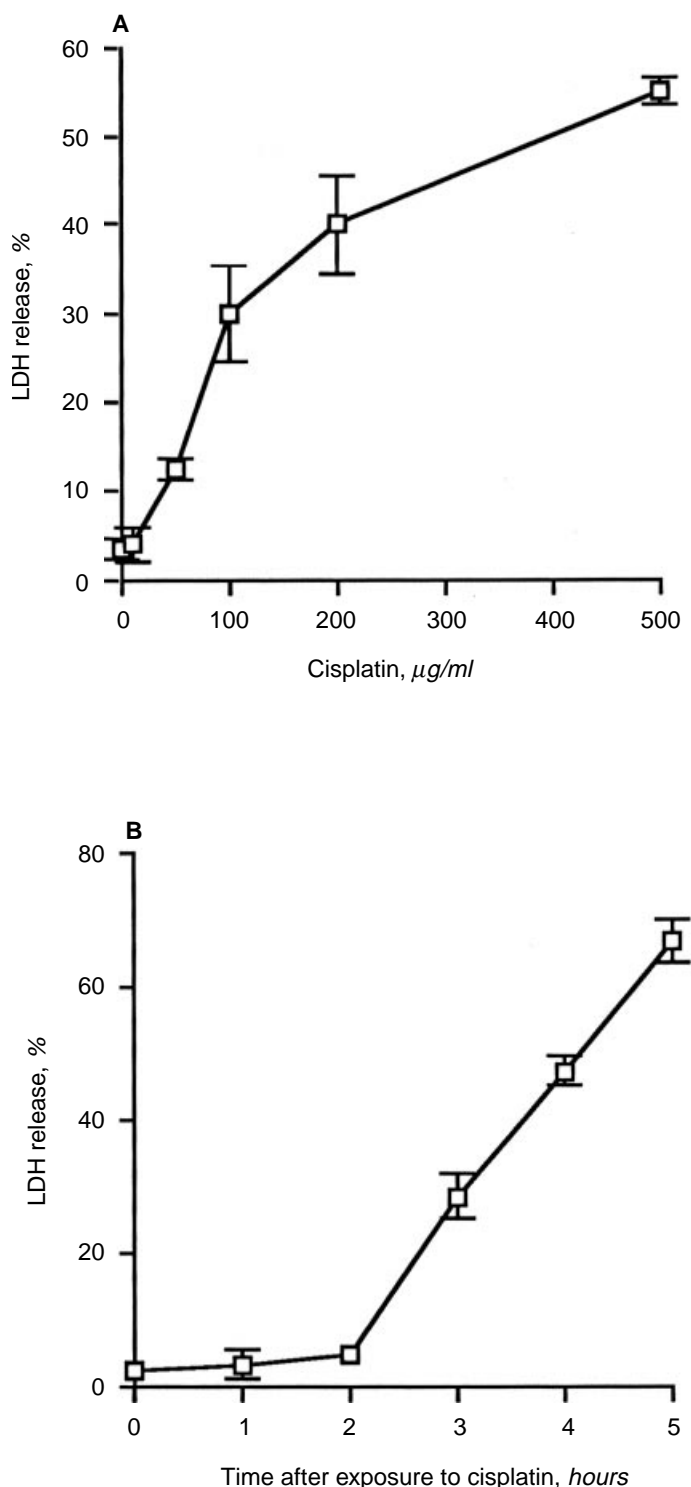 A
60
50
40
30
20
10
0
LDH release, %
0 100 200 300 400 500
Cisplatin, μg/ml
B
80
60
40
20
0
LDH release, %
0 1 2 3 4 5
Time after exposure to cisplatin, hours